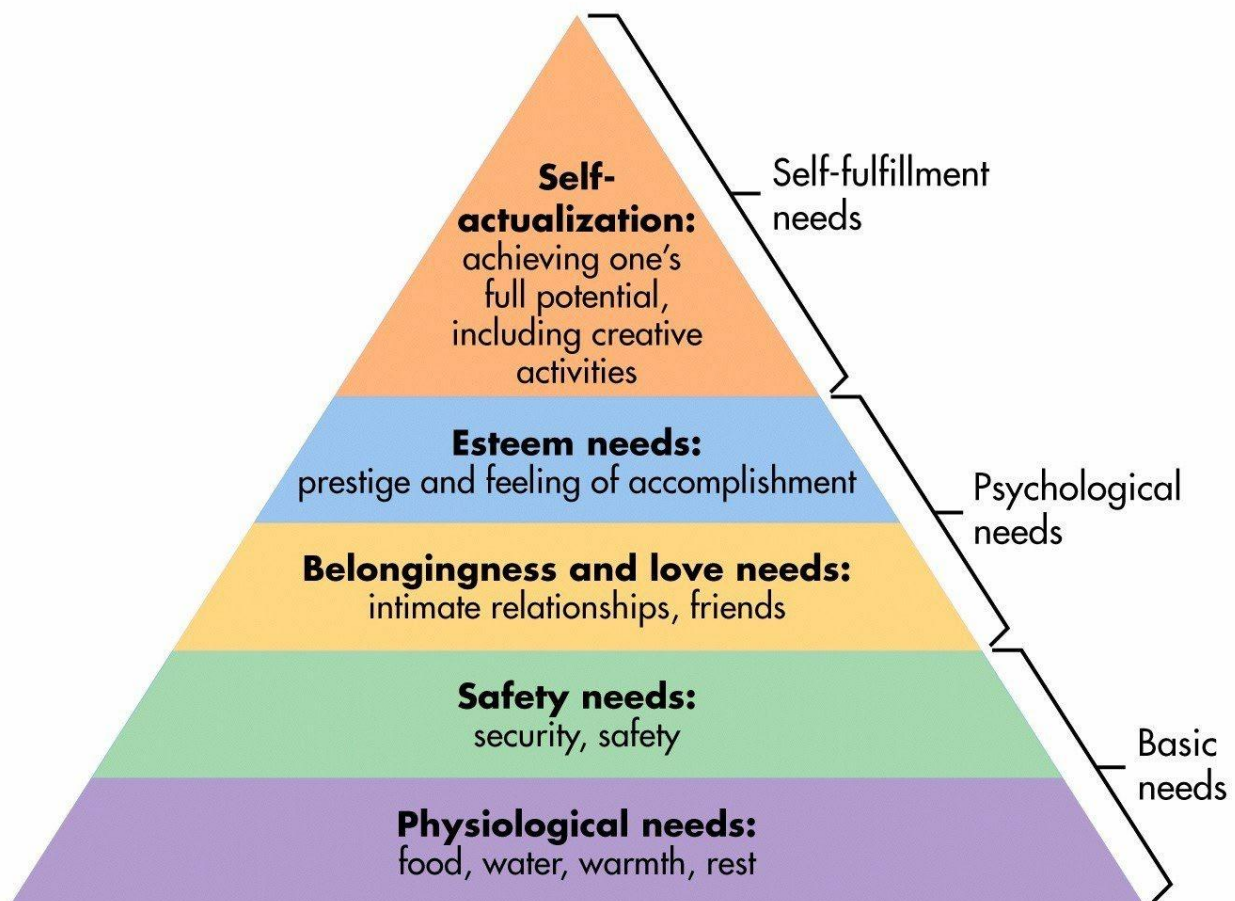 Self-
actualization:
achieving one’s
full potential,
including creative
activities
Self-fulfillment
needs
Esteem needs:
prestige and feeling of accomplishment
Belongingness and love needs:
intimate relationships, friends
Psychological
needs
Safety needs:
security, safety
Physiological needs:
food, water, warmth, rest
Basic
needs